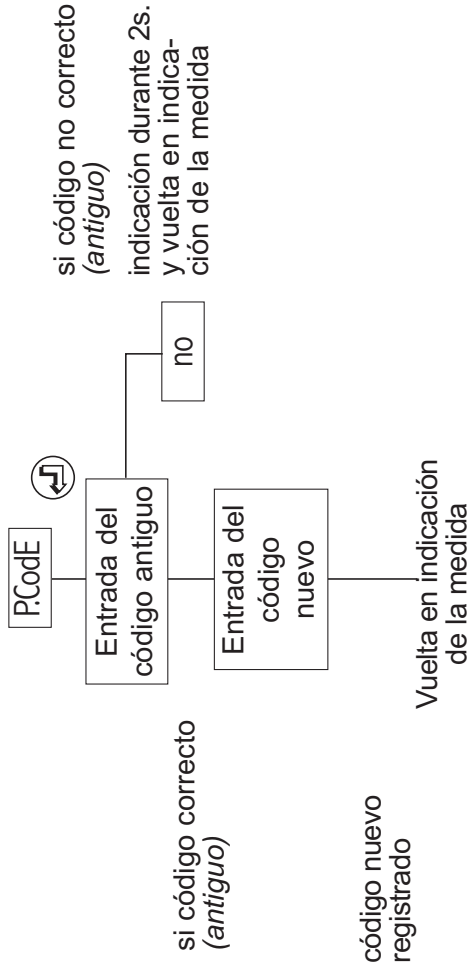 P.CodE
Entrada del
código antiguo
si código no correcto
(antiguo)
indicación durante 2s.
y vuelta en indica-
ción de la medida
no
si código correcto
(antiguo)
Entrada del
código
nuevo
código nuevo
registrado
Vuelta en indicación
de la medida